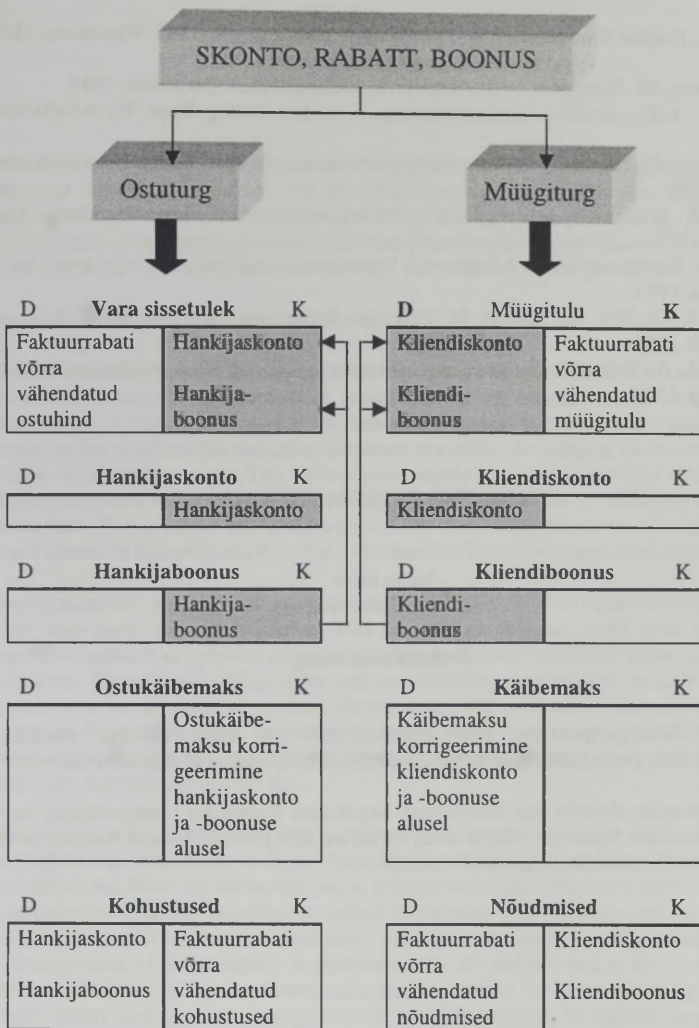 SKONTO, RABATT, BOONUS
Ostuturg
Müügiturg
D Vara sissetulek K
Faktuurrabati
võrra
vähendatud
ostuhind
Hankijaskonto
Hankija-
boonus
D Müügitulu K
Kliendiskonto
Kliendi-
boonus
Faktuurrabati
võrra
vähendatud
müügitulu
D Hankijaskonto K
Hankijaskonto
D Kliendiskonto K
Kliendiskonto
D Hankijaboonus K
Hankija-
boonus
D Kliendiboonus K
Kliendi-
boonus
D Ostukäibemaks K
Ostukäibe-
maksu korri-
geerimine
hankijaskonto
ja -boonuse
alusel
D Käibemaks K
Käibemaksu
korrigeerimine
kliendiskonto
ja -boonuse
alusel
D Kohustused K
Hankijaskonto
Hankijaboonus
Faktuurrabati
võrra
vähendatud
kohustused
D Nõudmised K
Faktuurrabati
võrra
vähendatud
nõudmised
Kliendiskonto
Kliendiboonus